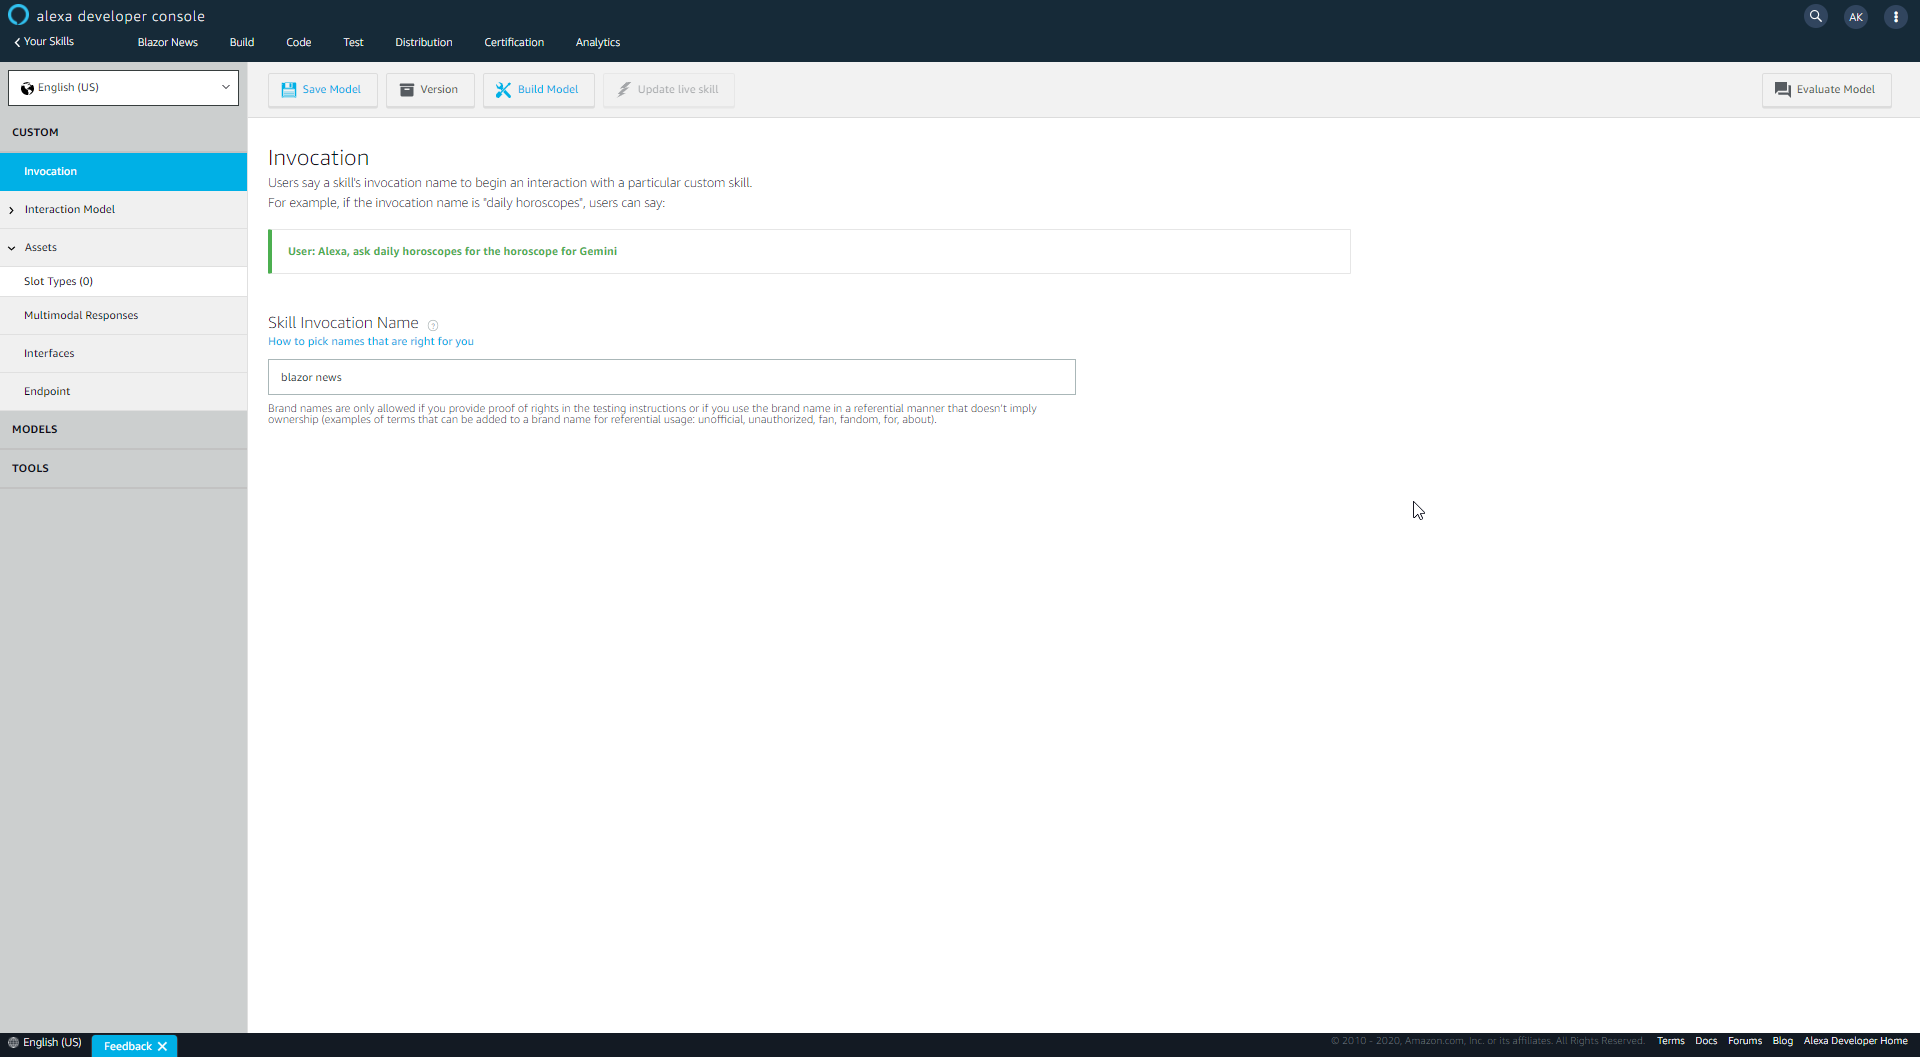 alexa developer console
AK
Your Skills
Blazor News
Build
Code
Test
Distribution
Certification
Analytics
English (US)
Save Model
Version
Build Model
Update live skill
Evaluate Model
CUSTOM
Invocation
Interaction Model
Assets
Slot Types (0)
Multimodal Responses
Interfaces
Endpoint
MODELS
TOOLS
Invocation
Users say a skill's invocation name to begin an interaction with a particular custom skill.
For example, if the invocation name is "daily horoscopes", users can say:
User: Alexa, ask daily horoscopes for the horoscope for Gemini
Skill Invocation Name ?
How to pick names that are right for you
blazor news
Brand names are only allowed if you provide proof of rights in the testing instructions or if you use the brand name in a referential manner that doesn't imply
ownership (examples of terms that can be added to a brand name for referential usage: unofficial, unauthorized, fan, fandom, for, about).
English (US)
Feedback
© 2010 - 2020, Amazon.com, Inc. or its affiliates. All Rights Reserved.
Terms
Docs
Forums
Blog
Alexa Developer Home